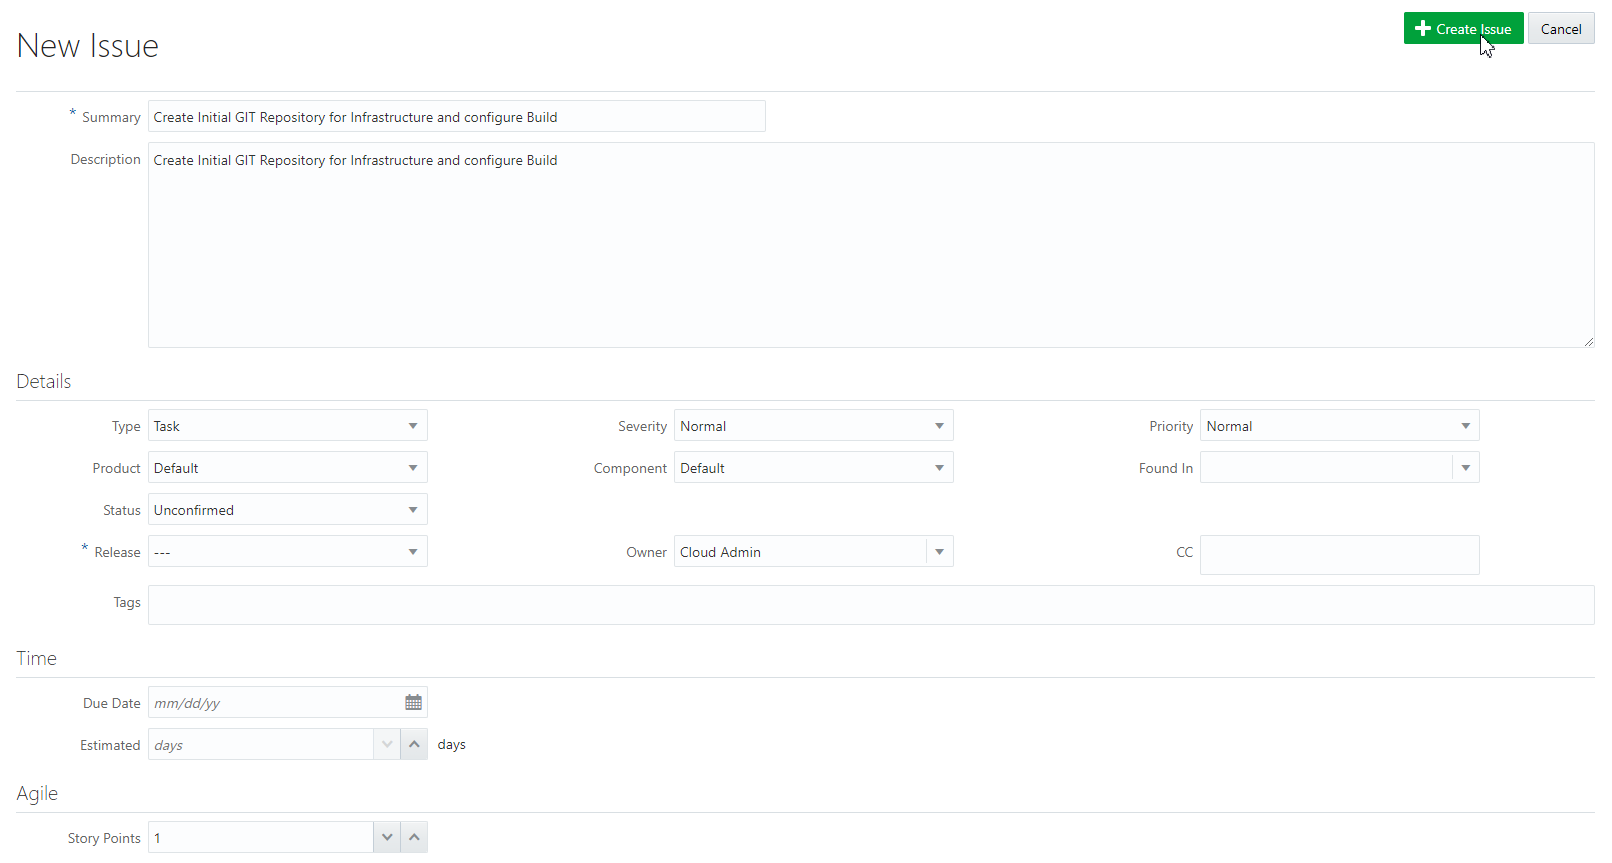 New Issue
Create Issue
Cancel
* Summary
Create Initial GIT Repository for Infrastructure and configure Build
Description
Create Initial GIT Repository for Infrastructure and configure Build
Details
Type Task Severity Normal Priority Normal
Product Default Component Default Found In
Status Unconfirmed
* Release --- Owner Cloud Admin CC
Tags
Time
Due Date mm/dd/yy
Estimated days days
Agile
Story Points 1